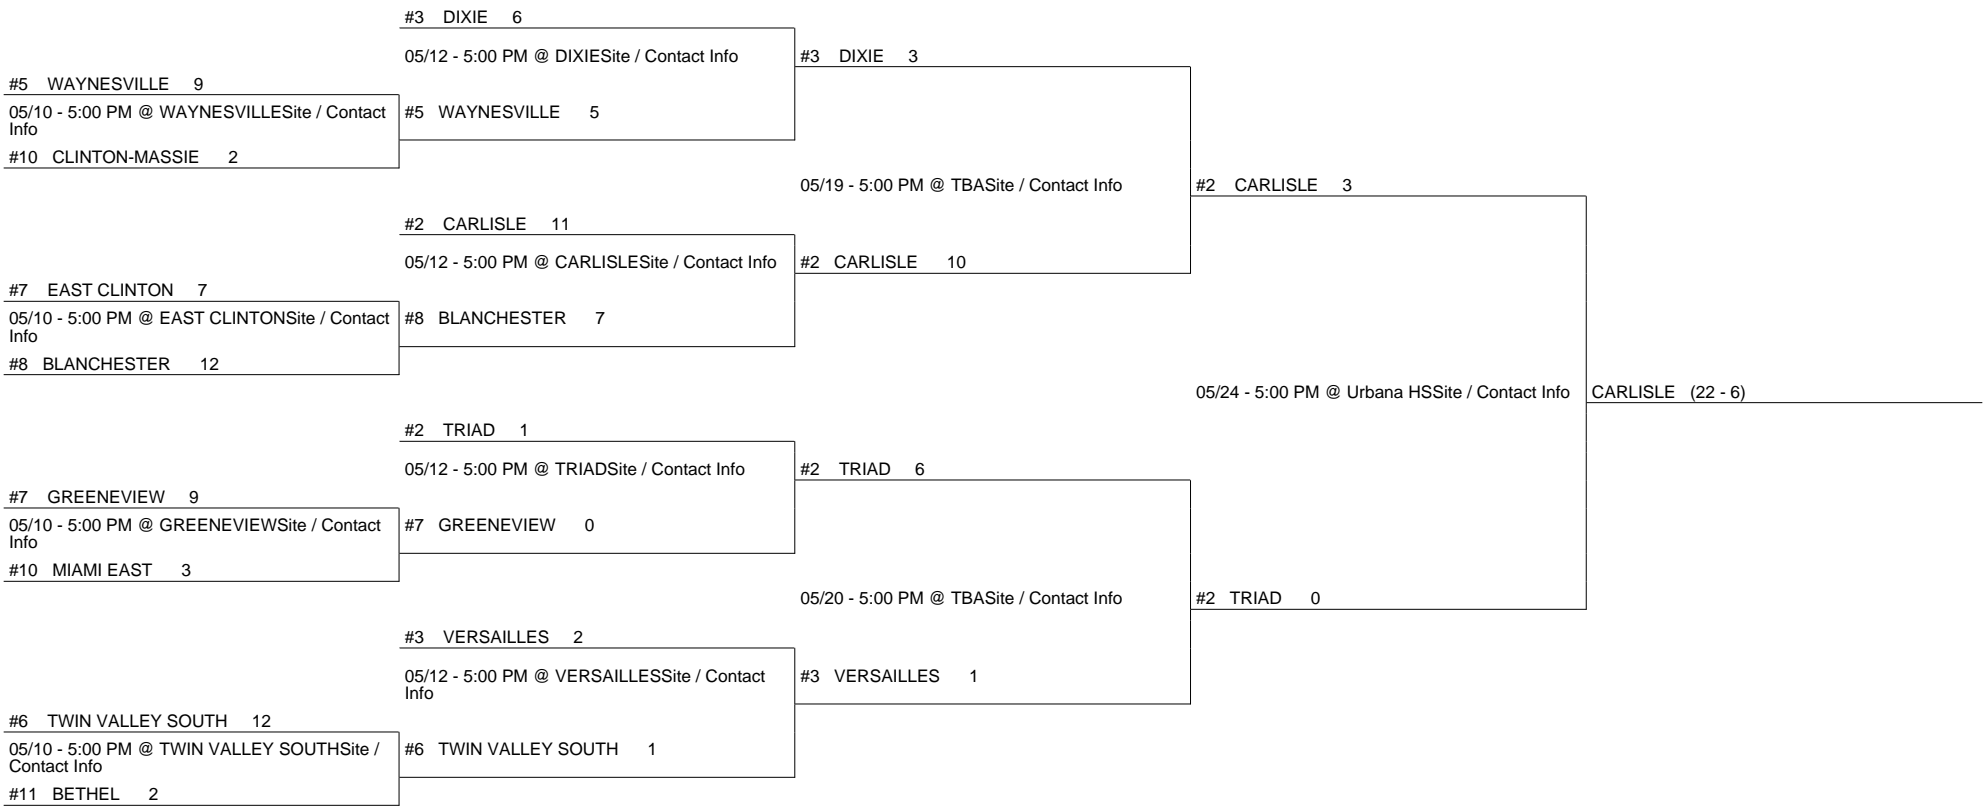 #3 DIXIE 6
05/12 - 5:00 PM @ DIXIESite / Contact Info
#3 DIXIE 3
#5 WAYNESVILLE 9
05/10 - 5:00 PM @ WAYNESVILLESite / Contact
Info
#5 WAYNESVILLE 5
#10 CLINTON-MASSIE 2
05/19 - 5:00 PM @ TBASite / Contact Info
#2 CARLISLE 3
#2 CARLISLE 11
05/12 - 5:00 PM @ CARLISLESite / Contact Info
#2 CARLISLE 10
#7 EAST CLINTON 7
05/10 - 5:00 PM @ EAST CLINTONSite / Contact
Info
#8 BLANCHESTER 7
#8 BLANCHESTER 12
05/24 - 5:00 PM @ Urbana HSSite / Contact Info
CARLISLE (22 - 6)
#2 TRIAD 1
05/12 - 5:00 PM @ TRIADSite / Contact Info
#2 TRIAD 6
#7 GREENEVIEW 9
05/10 - 5:00 PM @ GREENEVIEWSite / Contact
Info
#7 GREENEVIEW 0
#10 MIAMI EAST 3
05/20 - 5:00 PM @ TBASite / Contact Info
#2 TRIAD 0
#3 VERSAILLES 2
05/12 - 5:00 PM @ VERSAILLESSite / Contact
Info
#3 VERSAILLES 1
#6 TWIN VALLEY SOUTH 12
05/10 - 5:00 PM @ TWIN VALLEY SOUTHSite /
Contact Info
#6 TWIN VALLEY SOUTH 1
#11 BETHEL 2